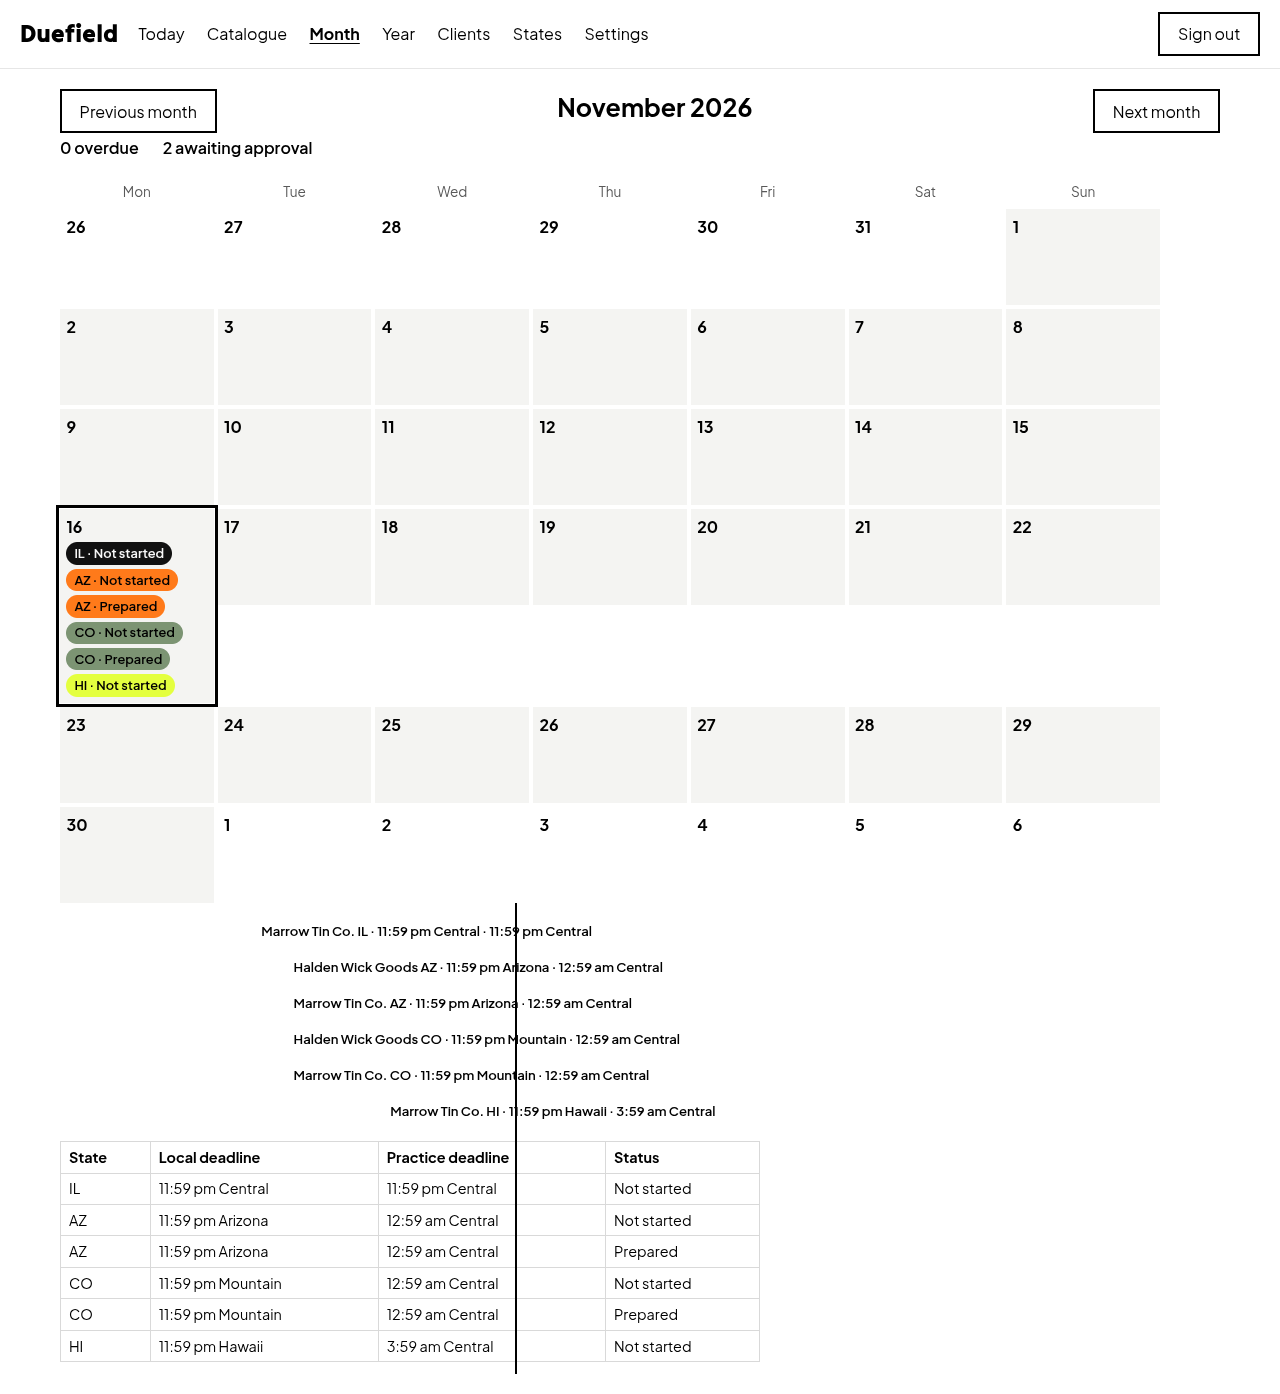 Duefield Today Catalogue Month Year Clients States Settings Sign out
Previous month November 2026 Next month
0 overdue 2 awaiting approval
Mon Tue Wed Thu Fri Sat Sun
26 27 28 29 30 31 1
2 3 4 5 6 7 8
9 10 11 12 13 14 15
16 17 18 19 20 21 22
IL · Not started
AZ · Not started
AZ · Prepared
CO · Not started
CO · Prepared
HI · Not started
23 24 25 26 27 28 29
30 1 2 3 4 5 6
Marrow Tin Co. IL · 11:59 pm Central · 11:59 pm Central
Halden Wick Goods AZ · 11:59 pm Arizona · 12:59 am Central
Marrow Tin Co. AZ · 11:59 pm Arizona · 12:59 am Central
Halden Wick Goods CO · 11:59 pm Mountain · 12:59 am Central
Marrow Tin Co. CO · 11:59 pm Mountain · 12:59 am Central
Marrow Tin Co. HI · 11:59 pm Hawaii · 3:59 am Central
State Local deadline Practice deadline Status
IL 11:59 pm Central 11:59 pm Central Not started
AZ 11:59 pm Arizona 12:59 am Central Not started
AZ 11:59 pm Arizona 12:59 am Central Prepared
CO 11:59 pm Mountain 12:59 am Central Not started
CO 11:59 pm Mountain 12:59 am Central Prepared
HI 11:59 pm Hawaii 3:59 am Central Not started